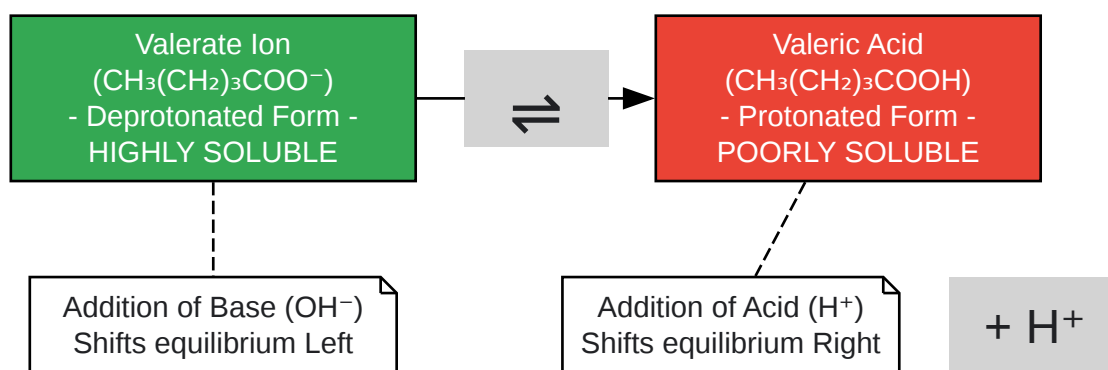 Valerate Ion
(CH₃(CH₂)₃COO⁻)
- Deprotonated Form -
HIGHLY SOLUBLE
⇌
Valeric Acid
(CH₃(CH₂)₃COOH)
- Protonated Form -
POORLY SOLUBLE
Addition of Base (OH⁻)
Shifts equilibrium Left
Addition of Acid (H⁺)
Shifts equilibrium Right
+ H⁺